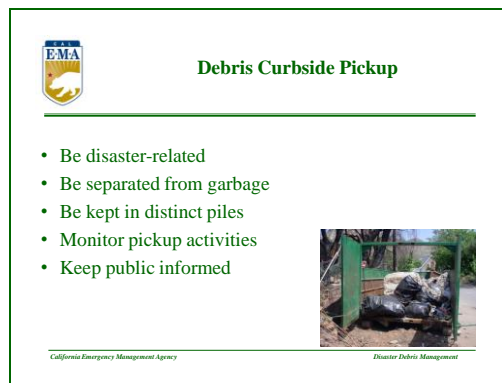 CAL
E·M·A
Debris Curbside Pickup
• Be disaster-related
• Be separated from garbage
• Be kept in distinct piles
• Monitor pickup activities
• Keep public informed
California Emergency Management Agency
Disaster Debris Management